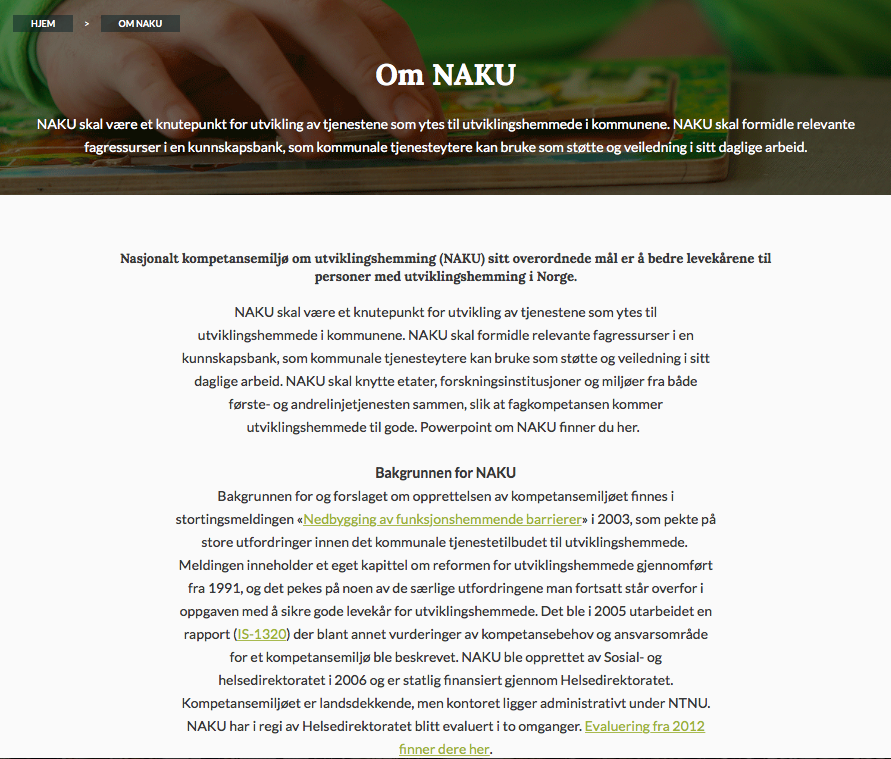 HJEM > OM NAKU
Om NAKU
NAKU skal være et knutepunkt for utvikling av tjenestene som ytes til utviklingshemmede i kommunene. NAKU skal formidle relevante
fagressurser i en kunnskapsbank, som kommunale tjenesteytere kan bruke som støtte og veiledning i sitt daglige arbeid.
Nasjonalt kompetansemiljø om utviklingshemming (NAKU) sitt overordnede mål er å bedre levekårene til
personer med utviklingshemming i Norge.
NAKU skal være et knutepunkt for utvikling av tjenestene som ytes til
utviklingshemmede i kommunene. NAKU skal formidle relevante fagressurser i en
kunnskapsbank, som kommunale tjenesteytere kan bruke som støtte og veiledning i sitt
daglige arbeid. NAKU skal knytte etater, forskningsinstitusjoner og miljøer fra både
første- og andrelinjetjenesten sammen, slik at fagkompetansen kommer
utviklingshemmede til gode. Powerpoint om NAKU finner du her.
Bakgrunnen for NAKU
Bakgrunnen for og forslaget om opprettelsen av kompetansemiljøet finnes i
stortingsmeldingen «Nedbygging av funksjonshemmende barrierer» i 2003, som pekte på
store utfordringer innen det kommunale tjenestetilbudet til utviklingshemmede.
Meldingen inneholder et eget kapittel om reformen for utviklingshemmede gjennomført
fra 1991, og det pekes på noen av de særlige utfordringene man fortsatt står overfor i
oppgaven med å sikre gode levekår for utviklingshemmede. Det ble i 2005 utarbeidet en
rapport (IS-1320) der blant annet vurderinger av kompetansebehov og ansvarsområde
for et kompetansemiljø ble beskrevet. NAKU ble opprettet av Sosial- og
helsedirektoratet i 2006 og er statlig finansiert gjennom Helsedirektoratet.
Kompetansemiljøet er landsdekkende, men kontoret ligger administrativt under NTNU.
NAKU har i regi av Helsedirektoratet blitt evaluert i to omganger. Evaluering fra 2012
finner dere her.